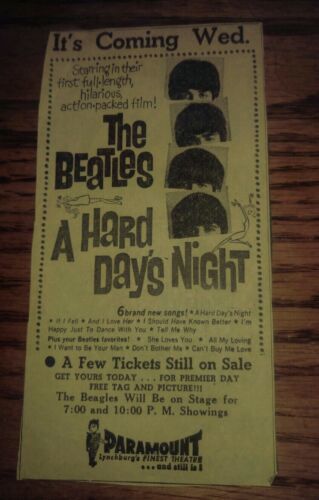 It's Coming Wed.
Starring in their
first full-length,
hilarious,
action-packed film!
The
BEATLES
A HARD
DAY'S NIGHT
6 brand new songs! • A Hard Day's Night
• If I Fell • And I Love Her • I Should Have Known Better • I'm
Happy Just To Dance With You • Tell Me Why
Plus your Beatles favorites! • She Loves You • All My Loving
• I Want to Be Your Man • Don't Bother Me • Can't Buy Me Love
● A Few Tickets Still on Sale
GET YOURS TODAY . . . FOR PREMIER DAY
FREE TAG AND PICTURE!!!
The Beatles Will Be on Stage for
7:00 and 10:00 P. M. Showings
PARAMOUNT
Lynchburg's FINEST THEATRE
...and still is!